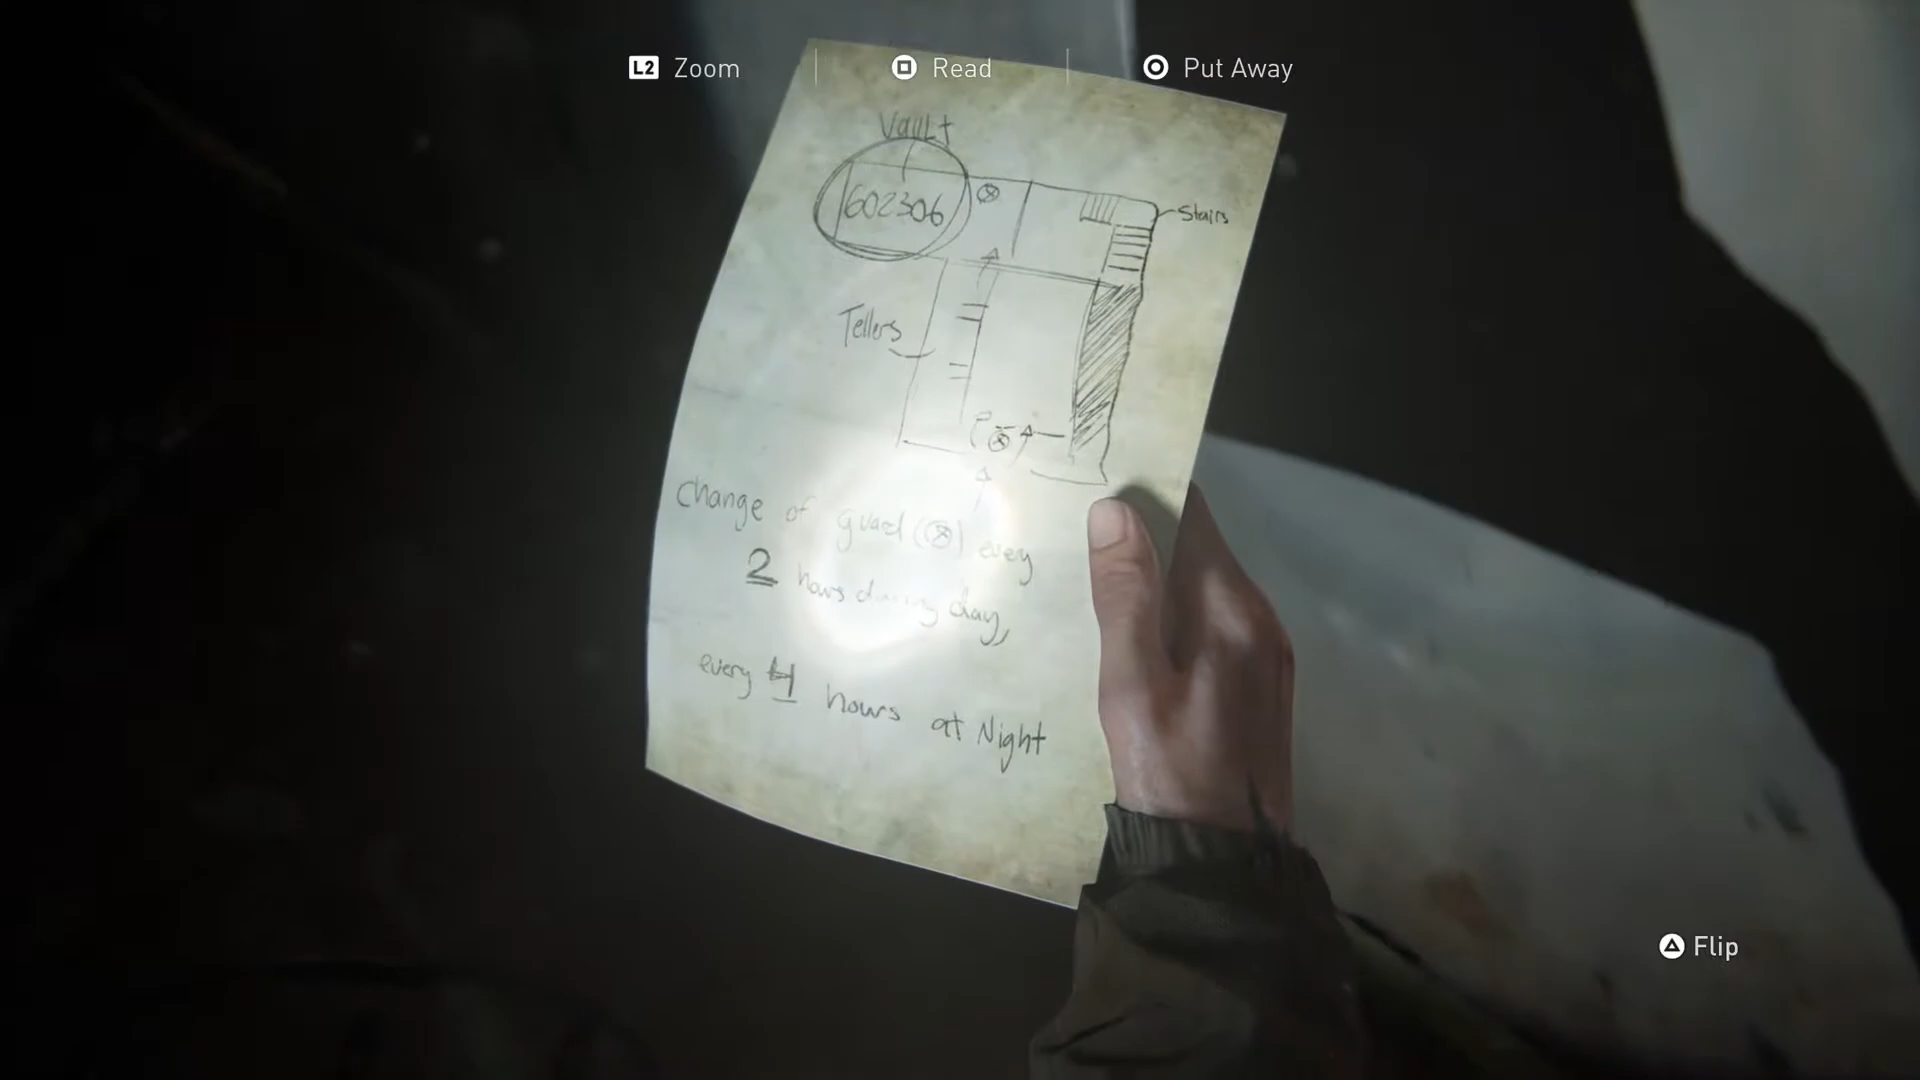 L2 Zoom
Read
Put Away
Vault
602306
Stairs
Tellers
change of guard (⊗) every
2 hours during day,
every 4 hours at Night
Flip